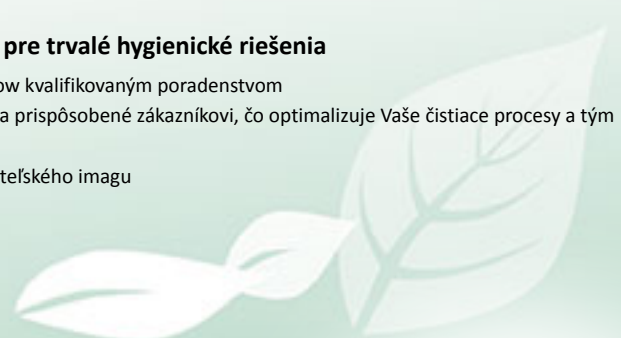 pre trvalé hygienické riešenia
ow kvalifikovaným poradenstvom
a prispôsobené zákazníkovi, čo optimalizuje Vaše čistiace procesy a tým
teľského imagu